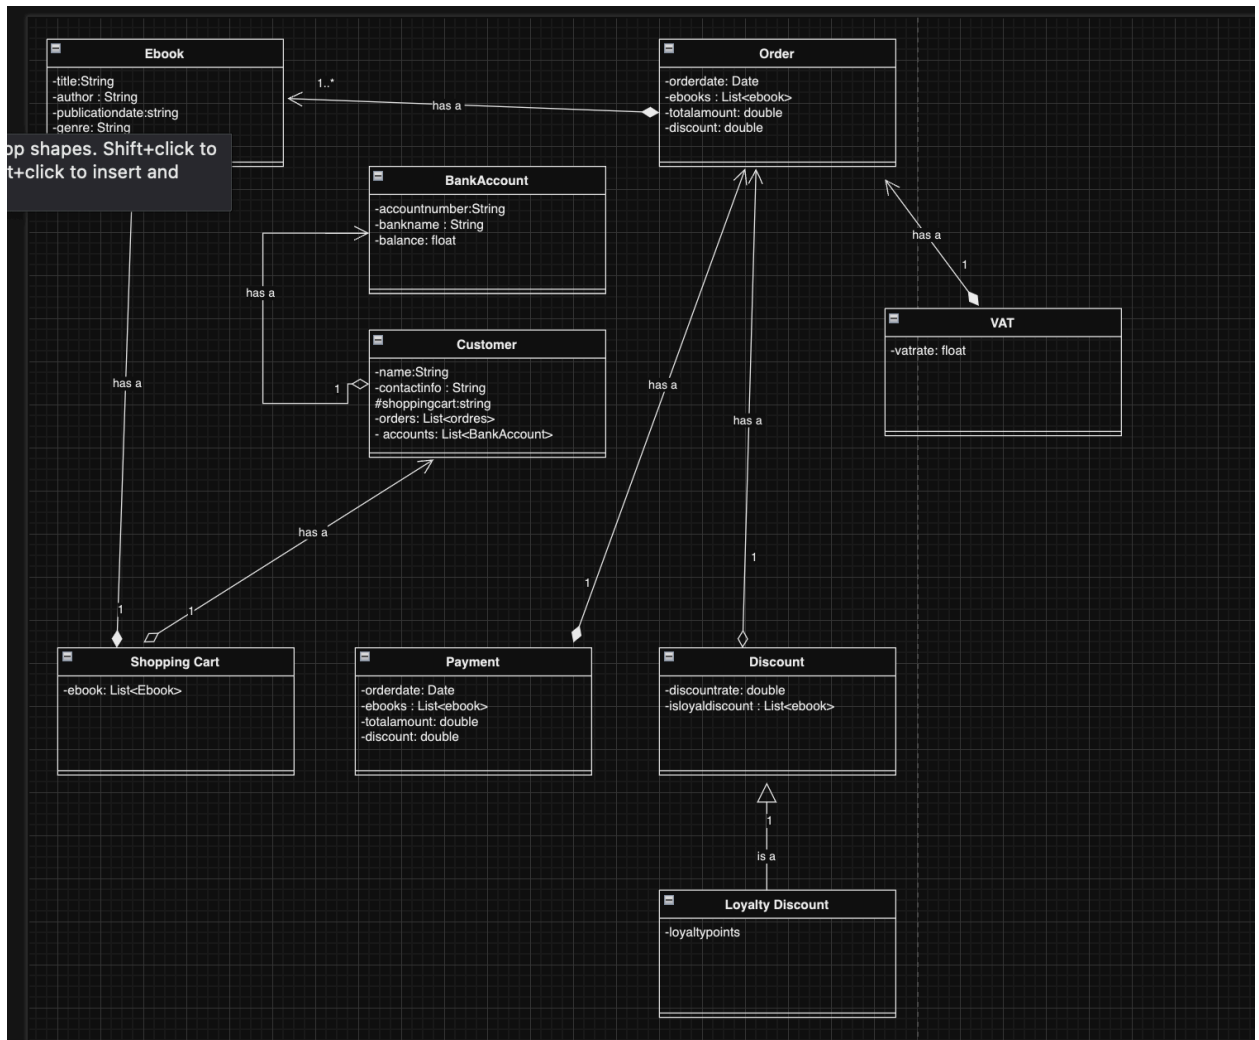 Ebook
-title:String
-author : String
-publicationdate:string
-genre: String
op shapes. Shift+click to
t+click to insert and
1..*
has a
Order
-orderdate: Date
-ebooks : List<ebook>
-totalamount: double
-discount: double
BankAccount
-accountnumber:String
-bankname : String
-balance: float
has a
has a
1
VAT
-vatrate: float
Customer
-name:String
-contactinfo : String
#shoppingcart:string
-orders: List<ordres>
- accounts: List<BankAccount>
1
has a
has a
has a
has a
1
1
1
1
Shopping Cart
-ebook: List<Ebook>
Payment
-orderdate: Date
-ebooks : List<ebook>
-totalamount: double
-discount: double
Discount
-discountrate: double
-isloyaldiscount : List<ebook>
1
is a
Loyalty Discount
-loyaltypoints